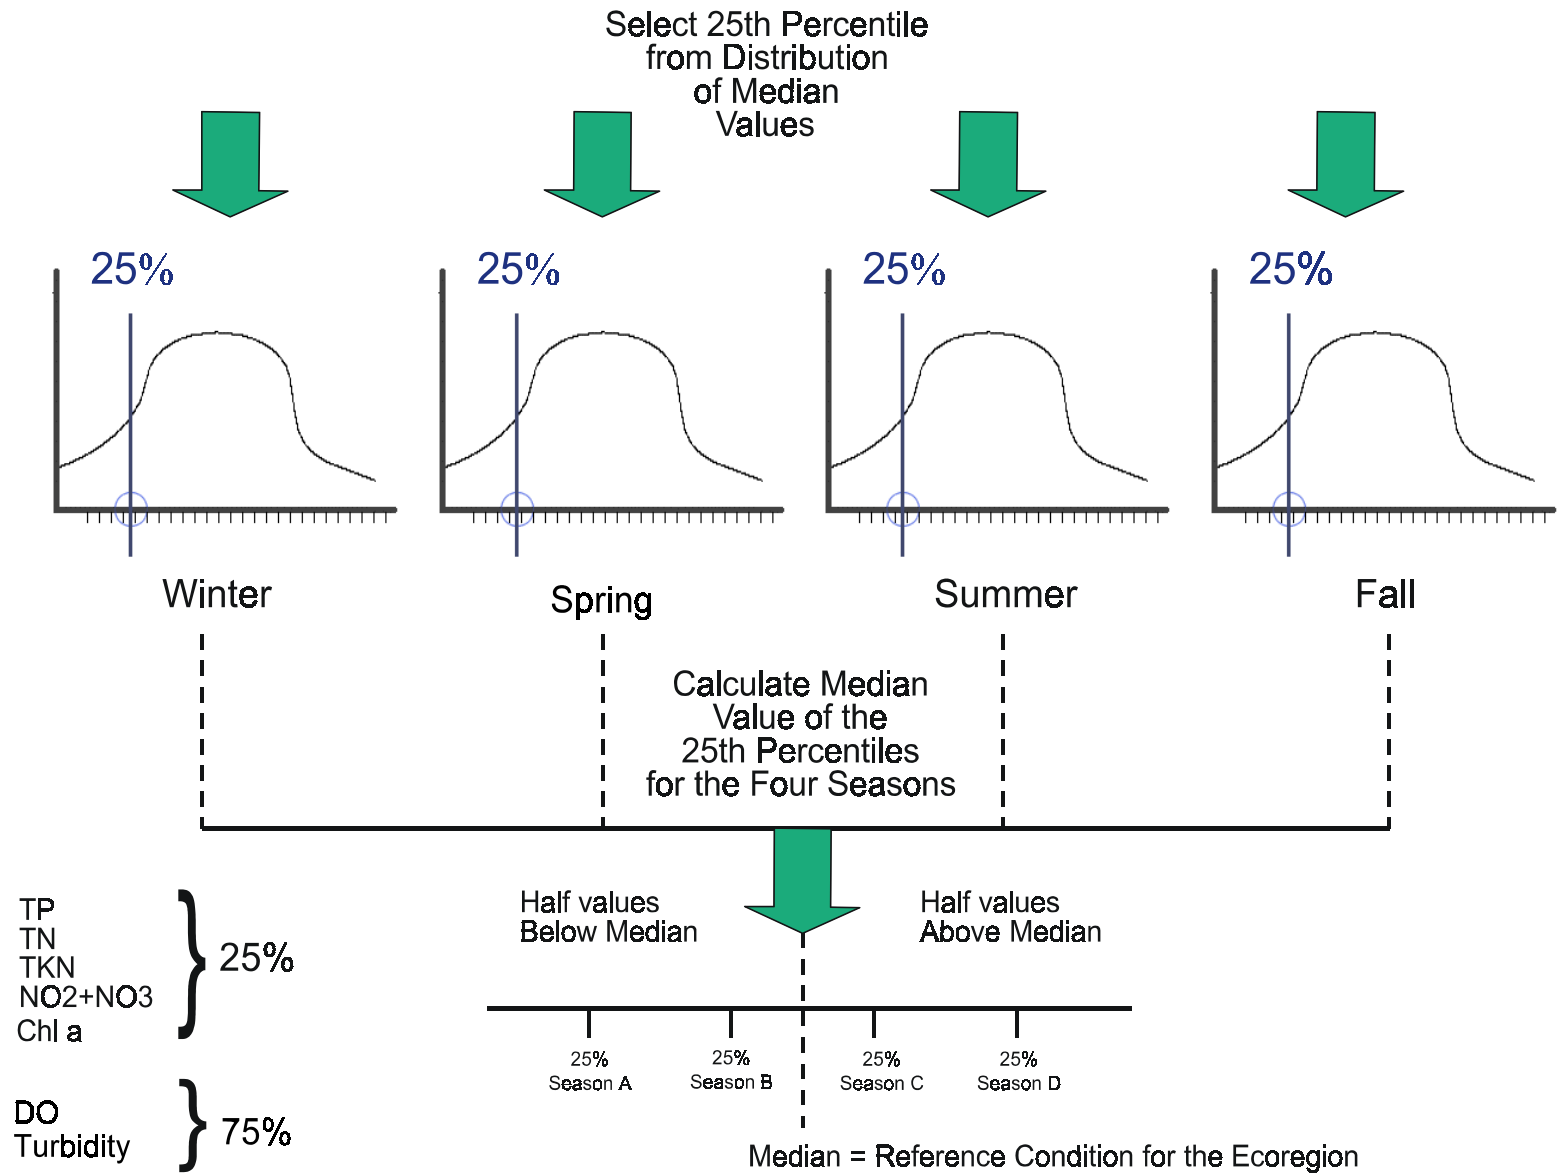 Select 25th Percentile
from Distribution
of Median
Values
25%
25%
25%
25%
Winter
Spring
Summer
Fall
Calculate Median
Value of the
25th Percentiles
for the Four Seasons
TP
TN
TKN
NO2+NO3
Chl a
25%
DO
Turbidity
75%
Half values
Below Median
Half values
Above Median
25%
Season A
25%
Season B
25%
Season C
25%
Season D
Median = Reference Condition for the Ecoregion